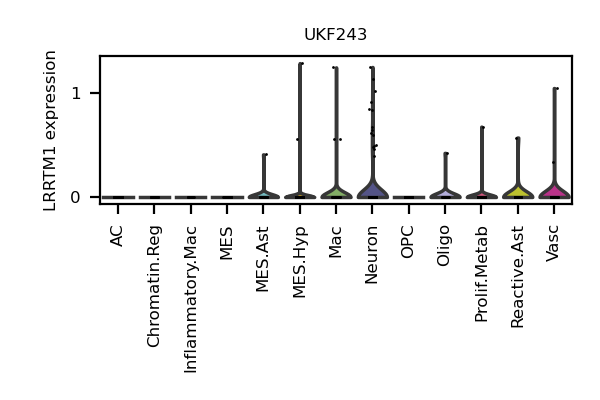 UKF243
LRRTM1 expression
1
0
AC
Chromatin.Reg
Inflammatory.Mac
MES
MES.Ast
MES.Hyp
Mac
Neuron
OPC
Oligo
Prolif.Metab
Reactive.Ast
Vasc